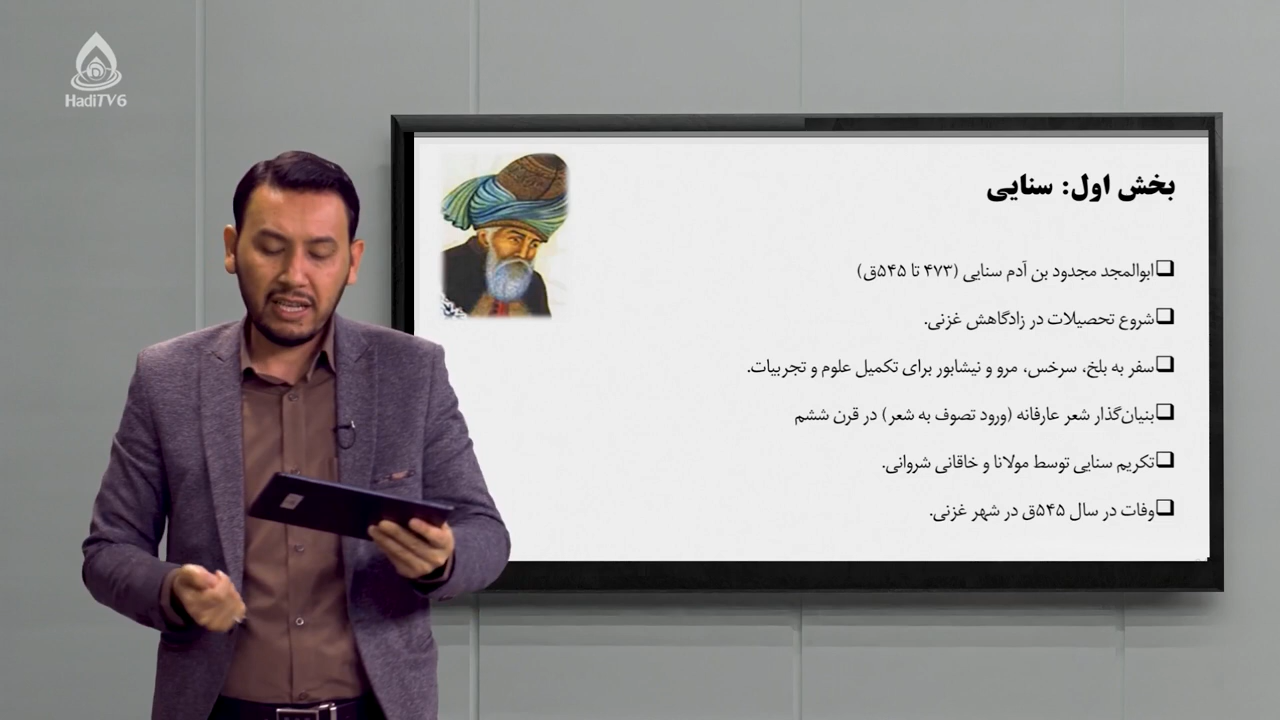 HadiTV6
بخش اول: سنایی
ابوالمجد مجدود بن آدم سنایی (۴۷۳ تا ۵۴۵ق)
شروع تحصیلات در زادگاهش غزنی.
سفر به بلخ، سرخس، مرو و نیشابور برای تکمیل علوم و تجربیات.
بنیان‌گذار شعر عارفانه (ورود تصوف به شعر) در قرن ششم
تکریم سنایی توسط مولانا و خاقانی شروانی.
وفات در سال ۵۴۵ق در شهر غزنی.